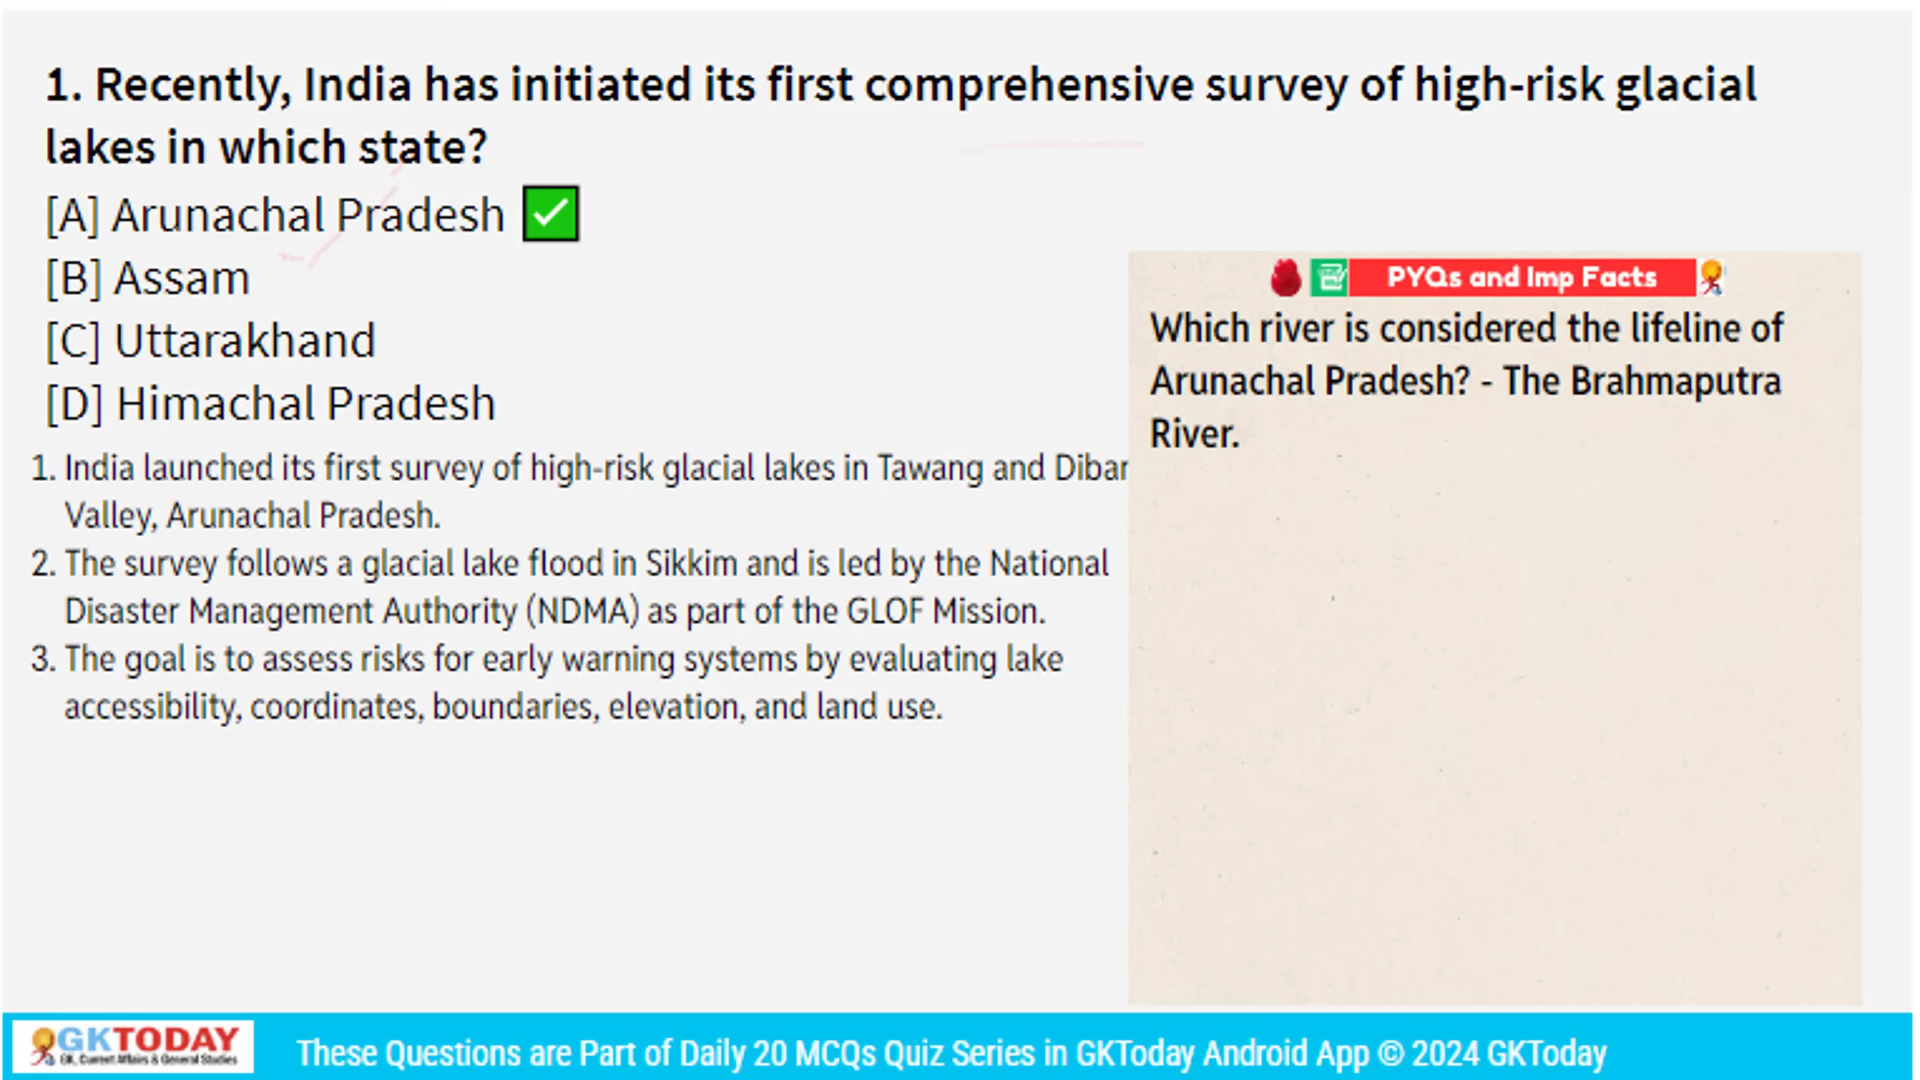 1. Recently, India has initiated its first comprehensive survey of high-risk glacial
lakes in which state?
[A] Arunachal Pradesh
[B] Assam
[C] Uttarakhand
[D] Himachal Pradesh
1. India launched its first survey of high-risk glacial lakes in Tawang and Diban
Valley, Arunachal Pradesh.
2. The survey follows a glacial lake flood in Sikkim and is led by the National
Disaster Management Authority (NDMA) as part of the GLOF Mission.
3. The goal is to assess risks for early warning systems by evaluating lake
accessibility, coordinates, boundaries, elevation, and land use.
PYQs and Imp Facts
Which river is considered the lifeline of
Arunachal Pradesh? - The Brahmaputra
River.
GKTODAY
GK, Current Affairs & General Studies
These Questions are Part of Daily 20 MCQs Quiz Series in GKToday Android App © 2024 GKToday